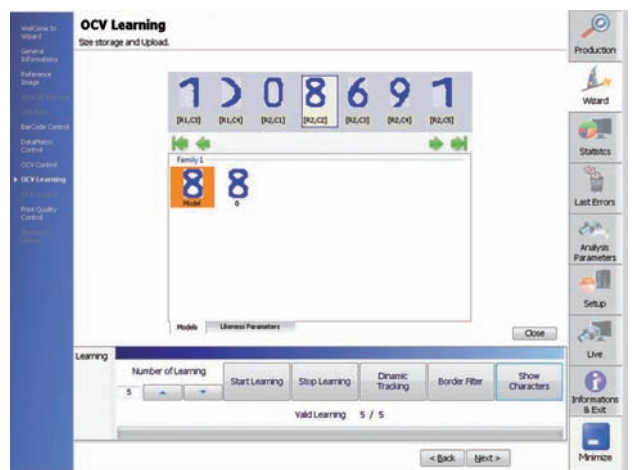 OCV Learning
Size storage and Upload.
WelCome In
Wizard
General
Informations
Reference
Image
BarCode Control
DataMatrix
Control
OCV Control
OCV Learning
Print Quality
Control
1 ) 0 8 6 9 1
[R1,C3] [R1,C4] [R2,C1] [R2,C2] [R2,C3] [R2,C4] [R2,C5]
Family 1
8 8
Model 0
Models Likeness Parameters
Close
Learning
Number of Learning
5
Start Learning
Stop Learning
Dinamic
Tracking
Border Filter
Show
Characters
Valid Learning 5 / 5
< Back Next >
Production
Wizard
Statistcs
Last Errors
Analysis
Parameters
Setup
Live
Informations
& Exit
Minimize